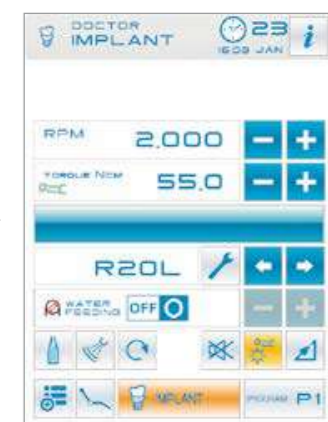 DOCTOR
IMPLANT
23
16:09 JAN
i
RPM 2.000 - +
TORQUE NCM 55.0 - +
R20L
WATER FEEDING OFF O - +
IMPLANT
PROGRAM P1